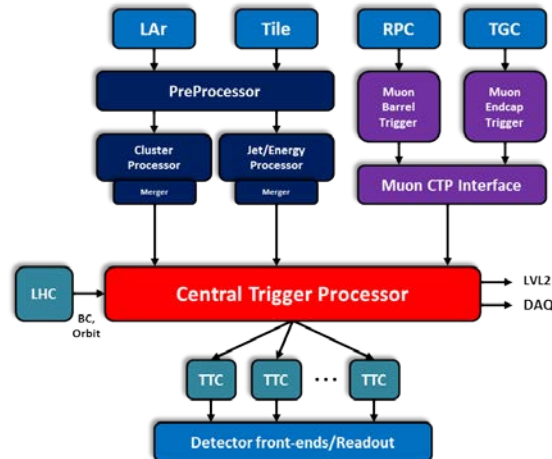 LAr
Tile
RPC
TGC
PreProcessor
Muon
Barrel
Trigger
Muon
Endcap
Trigger
Cluster
Processor
Merger
Jet/Energy
Processor
Merger
Muon CTP Interface
LHC
BC,
Orbit
Central Trigger Processor
LVL2
DAQ
TTC
TTC
...
TTC
Detector front-ends/Readout